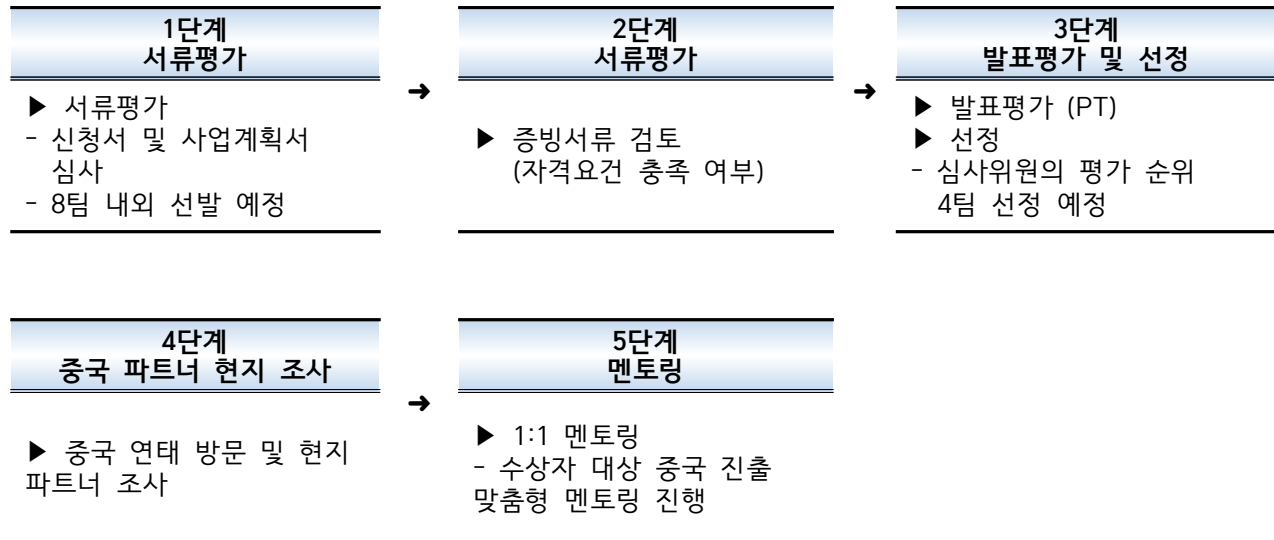 1단계
서류평가
▶ 서류평가
- 신청서 및 사업계획서
심사
- 8팀 내외 선발 예정
➜
2단계
서류평가
▶ 증빙서류 검토
(자격요건 충족 여부)
➜
3단계
발표평가 및 선정
▶ 발표평가 (PT)
▶ 선정
- 심사위원의 평가 순위
4팀 선정 예정
4단계
중국 파트너 현지 조사
▶ 중국 연태 방문 및 현지
파트너 조사
➜
5단계
멘토링
▶ 1:1 멘토링
- 수상자 대상 중국 진출
맞춤형 멘토링 진행